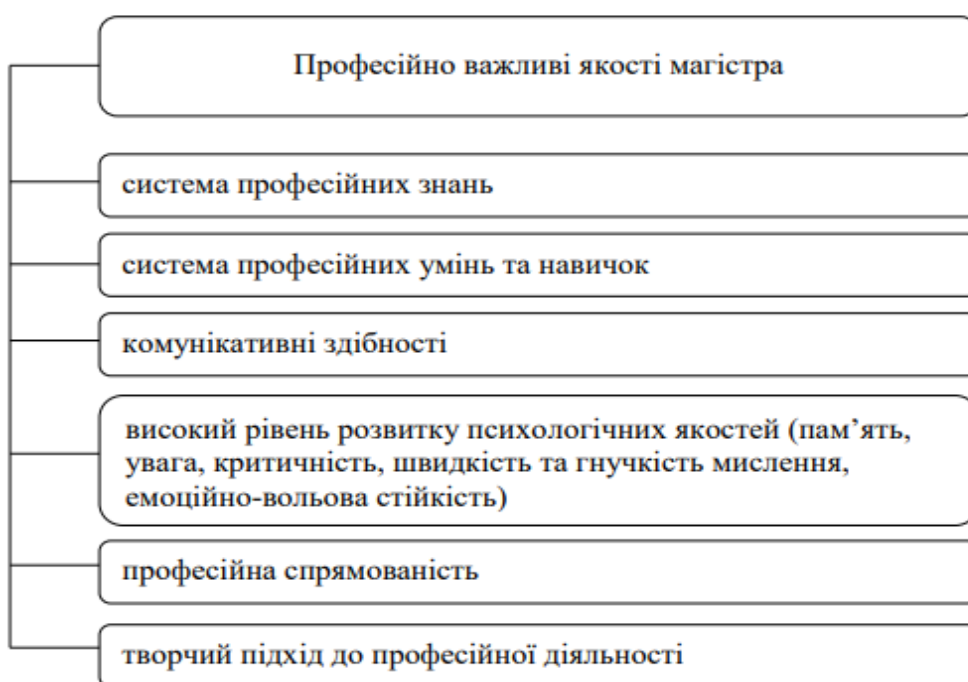 Професійно важливі якості магістра
система професійних знань
система професійних умінь та навичок
комунікативні здібності
високий рівень розвитку психологічних якостей (пам’ять,
увага, критичність, швидкість та гнучкість мислення,
емоційно-вольова стійкість)
професійна спрямованість
творчий підхід до професійної діяльності